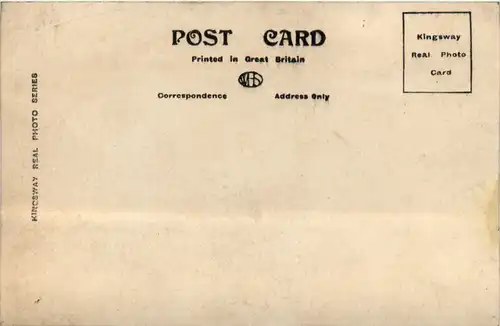 POST CARD
Printed in Great Britain
WHS
Correspondence Address Only
Kingsway
Real Photo
Card
KINGSWAY REAL PHOTO SERIES